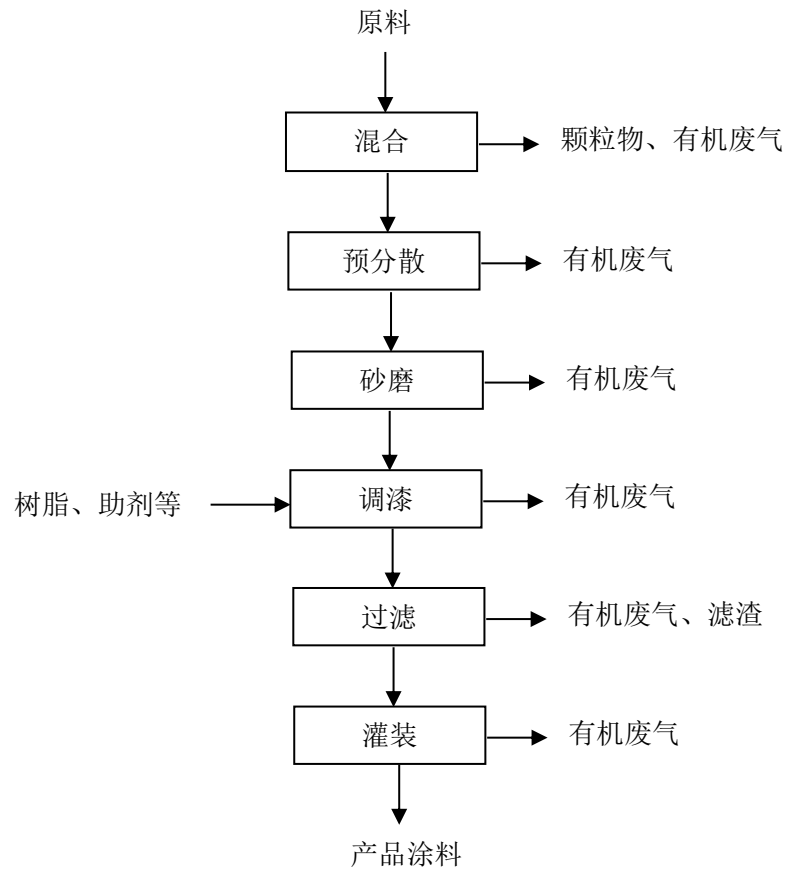 原料
混合
颗粒物、有机废气
预分散
有机废气
砂磨
有机废气
树脂、助剂等
调漆
有机废气
过滤
有机废气、滤渣
灌装
有机废气
产品涂料